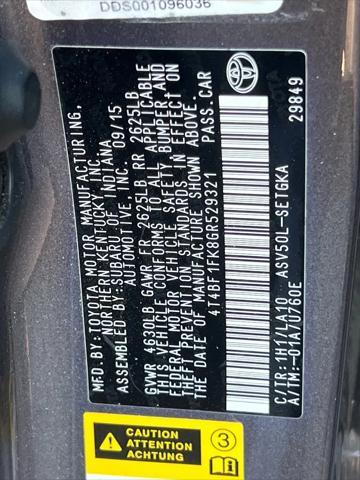 DDS001096036
MFD. BY:TOYOTA MOTOR MANUFACTURING,
NORTHERN KENTUCKY, INC.
ASSEMBLED BY:SUBARU OF INDIANA
AUTOMOTIVE, INC. 09/15
GVWR 4630LB GAWR FR 2625LB RR 2625LB
THIS VEHICLE CONFORMS TO ALL APPLICABLE
FEDERAL MOTOR VEHICLE SAFETY, BUMPER, AND
THEFT PREVENTION STANDARDS IN EFFECT ON
THE DATE OF MANUFACTURE SHOWN ABOVE.
4T4BF1FK8GR529321 PASS.CAR
C/TR:1H1/LA10 ASV50L-SETGKA
A/TM:-01A/U760E 29849
CAUTION
ATTENTION
ACHTUNG
3